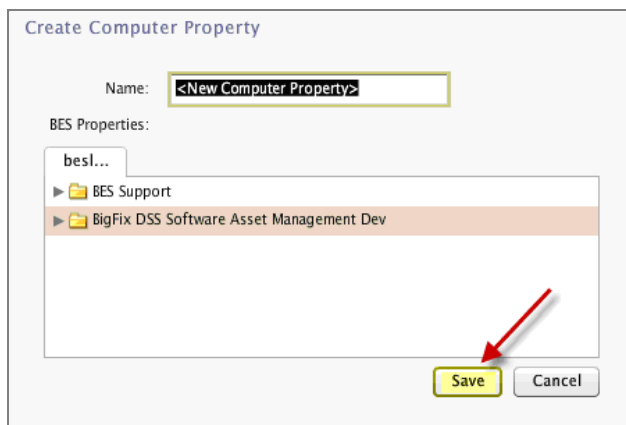 Create Computer Property
Name: <New Computer Property>
BES Properties:
besl...
BES Support
BigFix DSS Software Asset Management Dev
Save Cancel